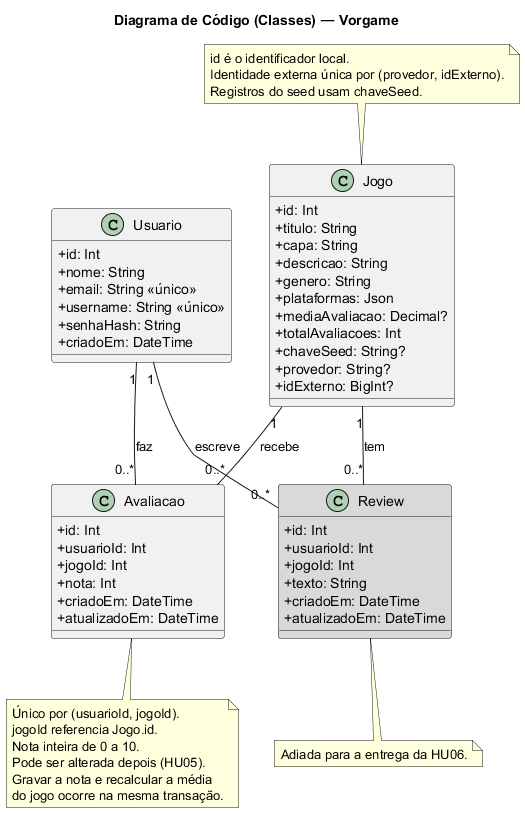 Diagrama de Código (Classes) — Vorgame
id é o identificador local.
Identidade externa única por (provedor, idExterno).
Registros do seed usam chaveSeed.
C Jogo
+id: Int
+titulo: String
+capa: String
+descricao: String
+genero: String
+plataformas: Json
+mediaAvaliacao: Decimal?
+totalAvaliacoes: Int
+chaveSeed: String?
+provedor: String?
+idExterno: BigInt?
C Usuario
+id: Int
+nome: String
+email: String «único»
+username: String «único»
+senhaHash: String
+criadoEm: DateTime
1
1
1
1
faz
escreve
recebe
tem
0..*
0..*
0..*
0..*
C Avaliacao
+id: Int
+usuarioId: Int
+jogoId: Int
+nota: Int
+criadoEm: DateTime
+atualizadoEm: DateTime
C Review
+id: Int
+usuarioId: Int
+jogoId: Int
+texto: String
+criadoEm: DateTime
+atualizadoEm: DateTime
Único por (usuarioId, jogoId).
jogoId referencia Jogo.id.
Nota inteira de 0 a 10.
Pode ser alterada depois (HU05).
Gravar a nota e recalcular a média
do jogo ocorre na mesma transação.
Adiada para a entrega da HU06.